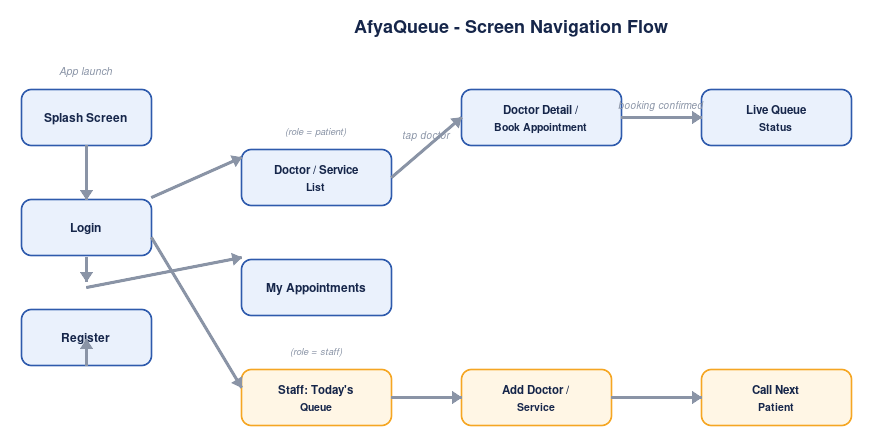 AfyaQueue - Screen Navigation Flow
App launch
Splash Screen
Login
Register
(role = patient)
Doctor / Service
List
tap doctor
Doctor Detail /
Book Appointment
booking confirmed
Live Queue
Status
My Appointments
(role = staff)
Staff: Today's
Queue
Add Doctor /
Service
Call Next
Patient